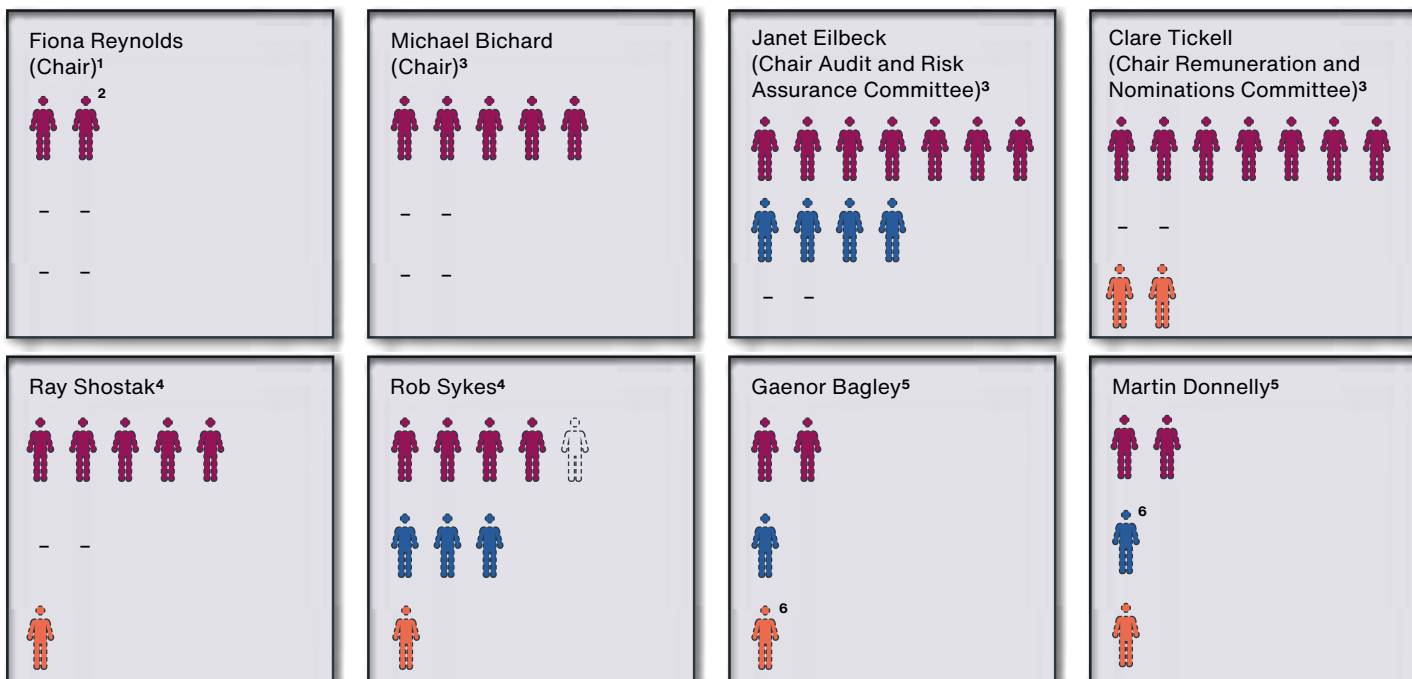 Fiona Reynolds
(Chair)¹
2
– –
– –
Michael Bichard
(Chair)³
– –
– –
Janet Eilbeck
(Chair Audit and Risk
Assurance Committee)³
– –
Clare Tickell
(Chair Remuneration and
Nominations Committee)³
– –
Ray Shostak⁴
– –
Rob Sykes⁴
Gaenor Bagley⁵
6
Martin Donnelly⁵
6